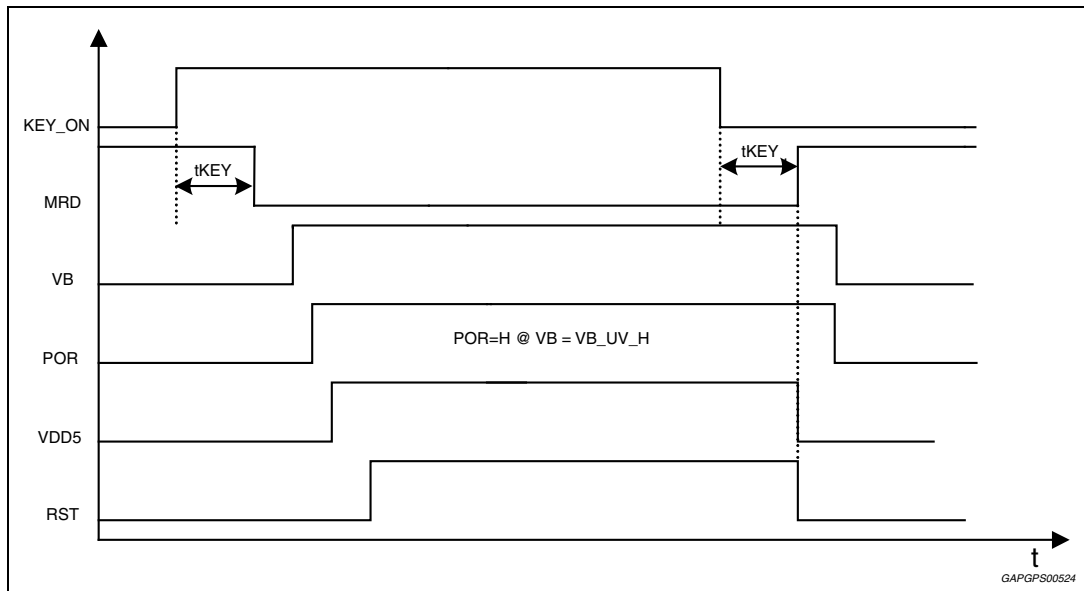 KEY_ON
tKEY
tKEY
MRD
VB
POR=H @ VB = VB_UV_H
POR
VDD5
RST
t
GAPGPS00524